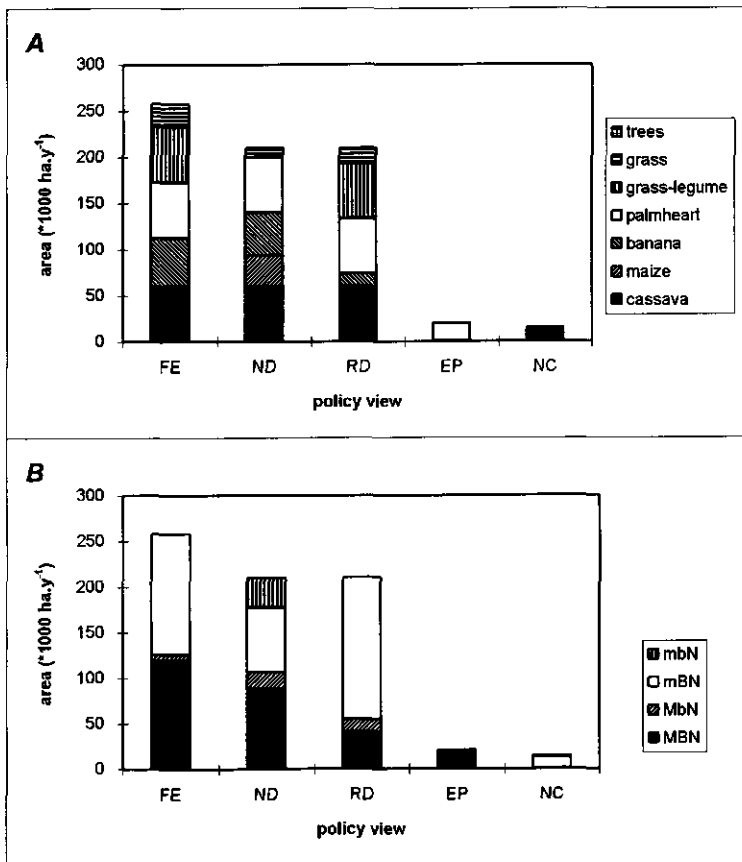 A
300
250
200
150
100
50
0
area (*1000 ha.y-1)
FE ND RD EP NC
policy view
trees
grass
grass-legume
palmheart
banana
maize
cassava
B
300
250
200
150
100
50
0
area (*1000 ha.y-1)
FE ND RD EP NC
policy view
mbN
mBN
MbN
MBN